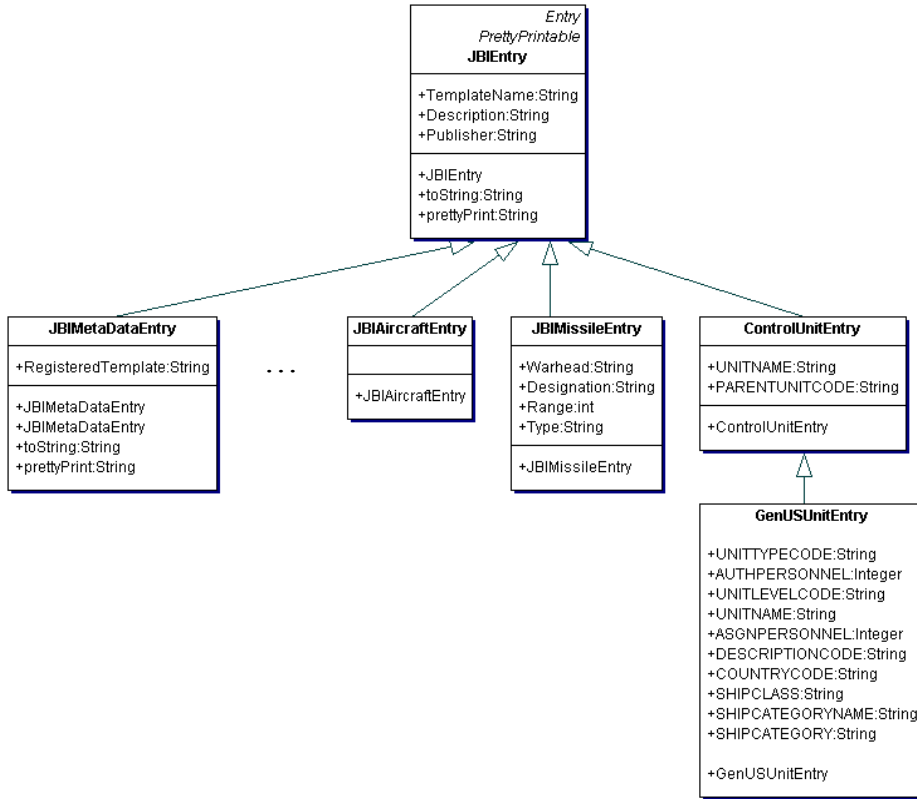 Entry
PrettyPrintable
JBIEntry
+TemplateName:String
+Description:String
+Publisher:String
+JBIEntry
+toString:String
+prettyPrint:String
JBIMetaDataEntry
+RegisteredTemplate:String
+JBIMetaDataEntry
+JBIMetaDataEntry
+toString:String
+prettyPrint:String
...
JBIAircraftEntry
+JBIAircraftEntry
JBIMissileEntry
+Warhead:String
+Designation:String
+Range:int
+Type:String
+JBIMissileEntry
ControlUnitEntry
+UNITNAME:String
+PARENTUNITCODE:String
+ControlUnitEntry
GenUSUnitEntry
+UNITTYPECODE:String
+AUTHPERSONNEL:Integer
+UNITLEVELCODE:String
+UNITNAME:String
+ASGNPERSONNEL:Integer
+DESCRIPTIONCODE:String
+COUNTRYCODE:String
+SHIPCLASS:String
+SHIPCATEGORYNAME:String
+SHIPCATEGORY:String
+GenUSUnitEntry